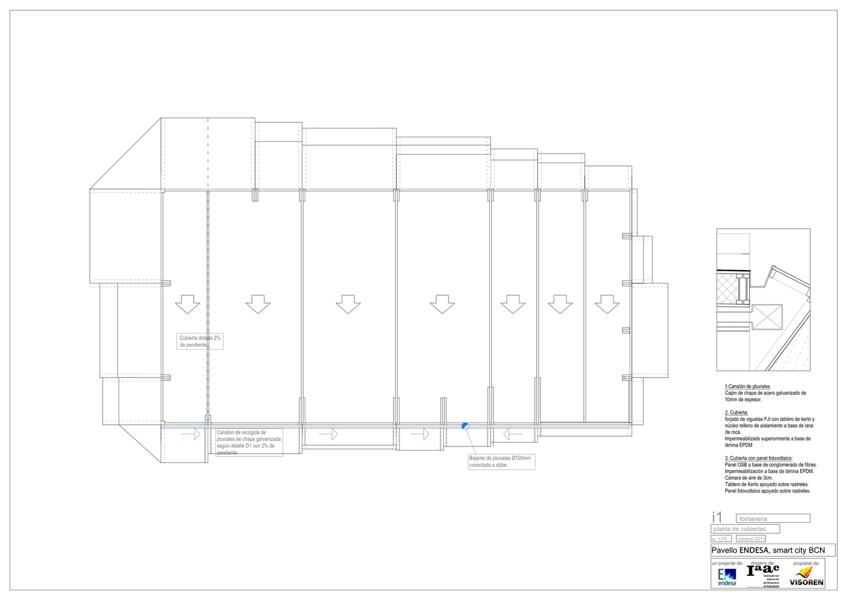 Cubierta dotada 2%
de pendiente.
Canalón de recogida de
pluviales de chapa galvanizada
según detalle D1 con 2% de
pendiente
Bajante de pluviales Ø100mm
conectada a aljibe.
1.Canalón de pluviales
Cajón de chapa de acero galvanizado de
10mm de espesor.
2. Cubierta:
forjado de viguetas FJI con tablero de kerto y
núcleo relleno de aislamiento a base de lana
de roca.
Impermeabilizado superiormente a base de
lámina EPDM
3. Cubierta con panel fotovoltaico:
Panel OSB a base de conglomerado de fibras.
Impermeabilización a base de lámina EPDM.
Cámara de aire de 3cm.
Tablero de Kerto apoyado sobre rastreles.
Panel fotovoltaico apoyado sobre rastreles.
i1
fontaneria
planta de cubiertas
e. 1/75
octubre 2011
Pavello ENDESA, smart city BCN
un projecte de:
propietat de:
endesa
Iaac
institute for
advanced
architecture
of catalonia
VISOREN